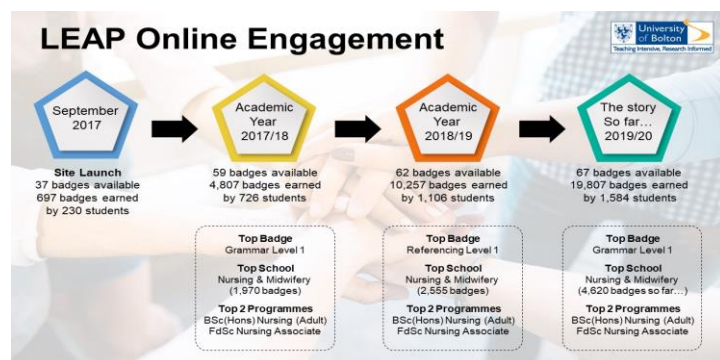 LEAP Online Engagement
University
of Bolton
Teaching Intensive, Research Informed
September
2017
Academic
Year
2017/18
Academic
Year
2018/19
The story
So far...
2019/20
Site Launch
37 badges available
697 badges earned
by 230 students
59 badges available
4,807 badges earned
by 726 students
62 badges available
10,257 badges earned
by 1,106 students
67 badges available
19,807 badges earned
by 1,584 students
Top Badge
Grammar Level 1
Top School
Nursing & Midwifery
(1,970 badges)
Top 2 Programmes
BSc(Hons) Nursing (Adult)
FdSc Nursing Associate
Top Badge
Referencing Level 1
Top School
Nursing & Midwifery
(2,555 badges)
Top 2 Programmes
BSc(Hons) Nursing (Adult)
FdSc Nursing Associate
Top Badge
Grammar Level 1
Top School
Nursing & Midwifery
(4,620 badges so far...)
Top 2 Programmes
BSc(Hons) Nursing (Adult)
FdSc Nursing Associate